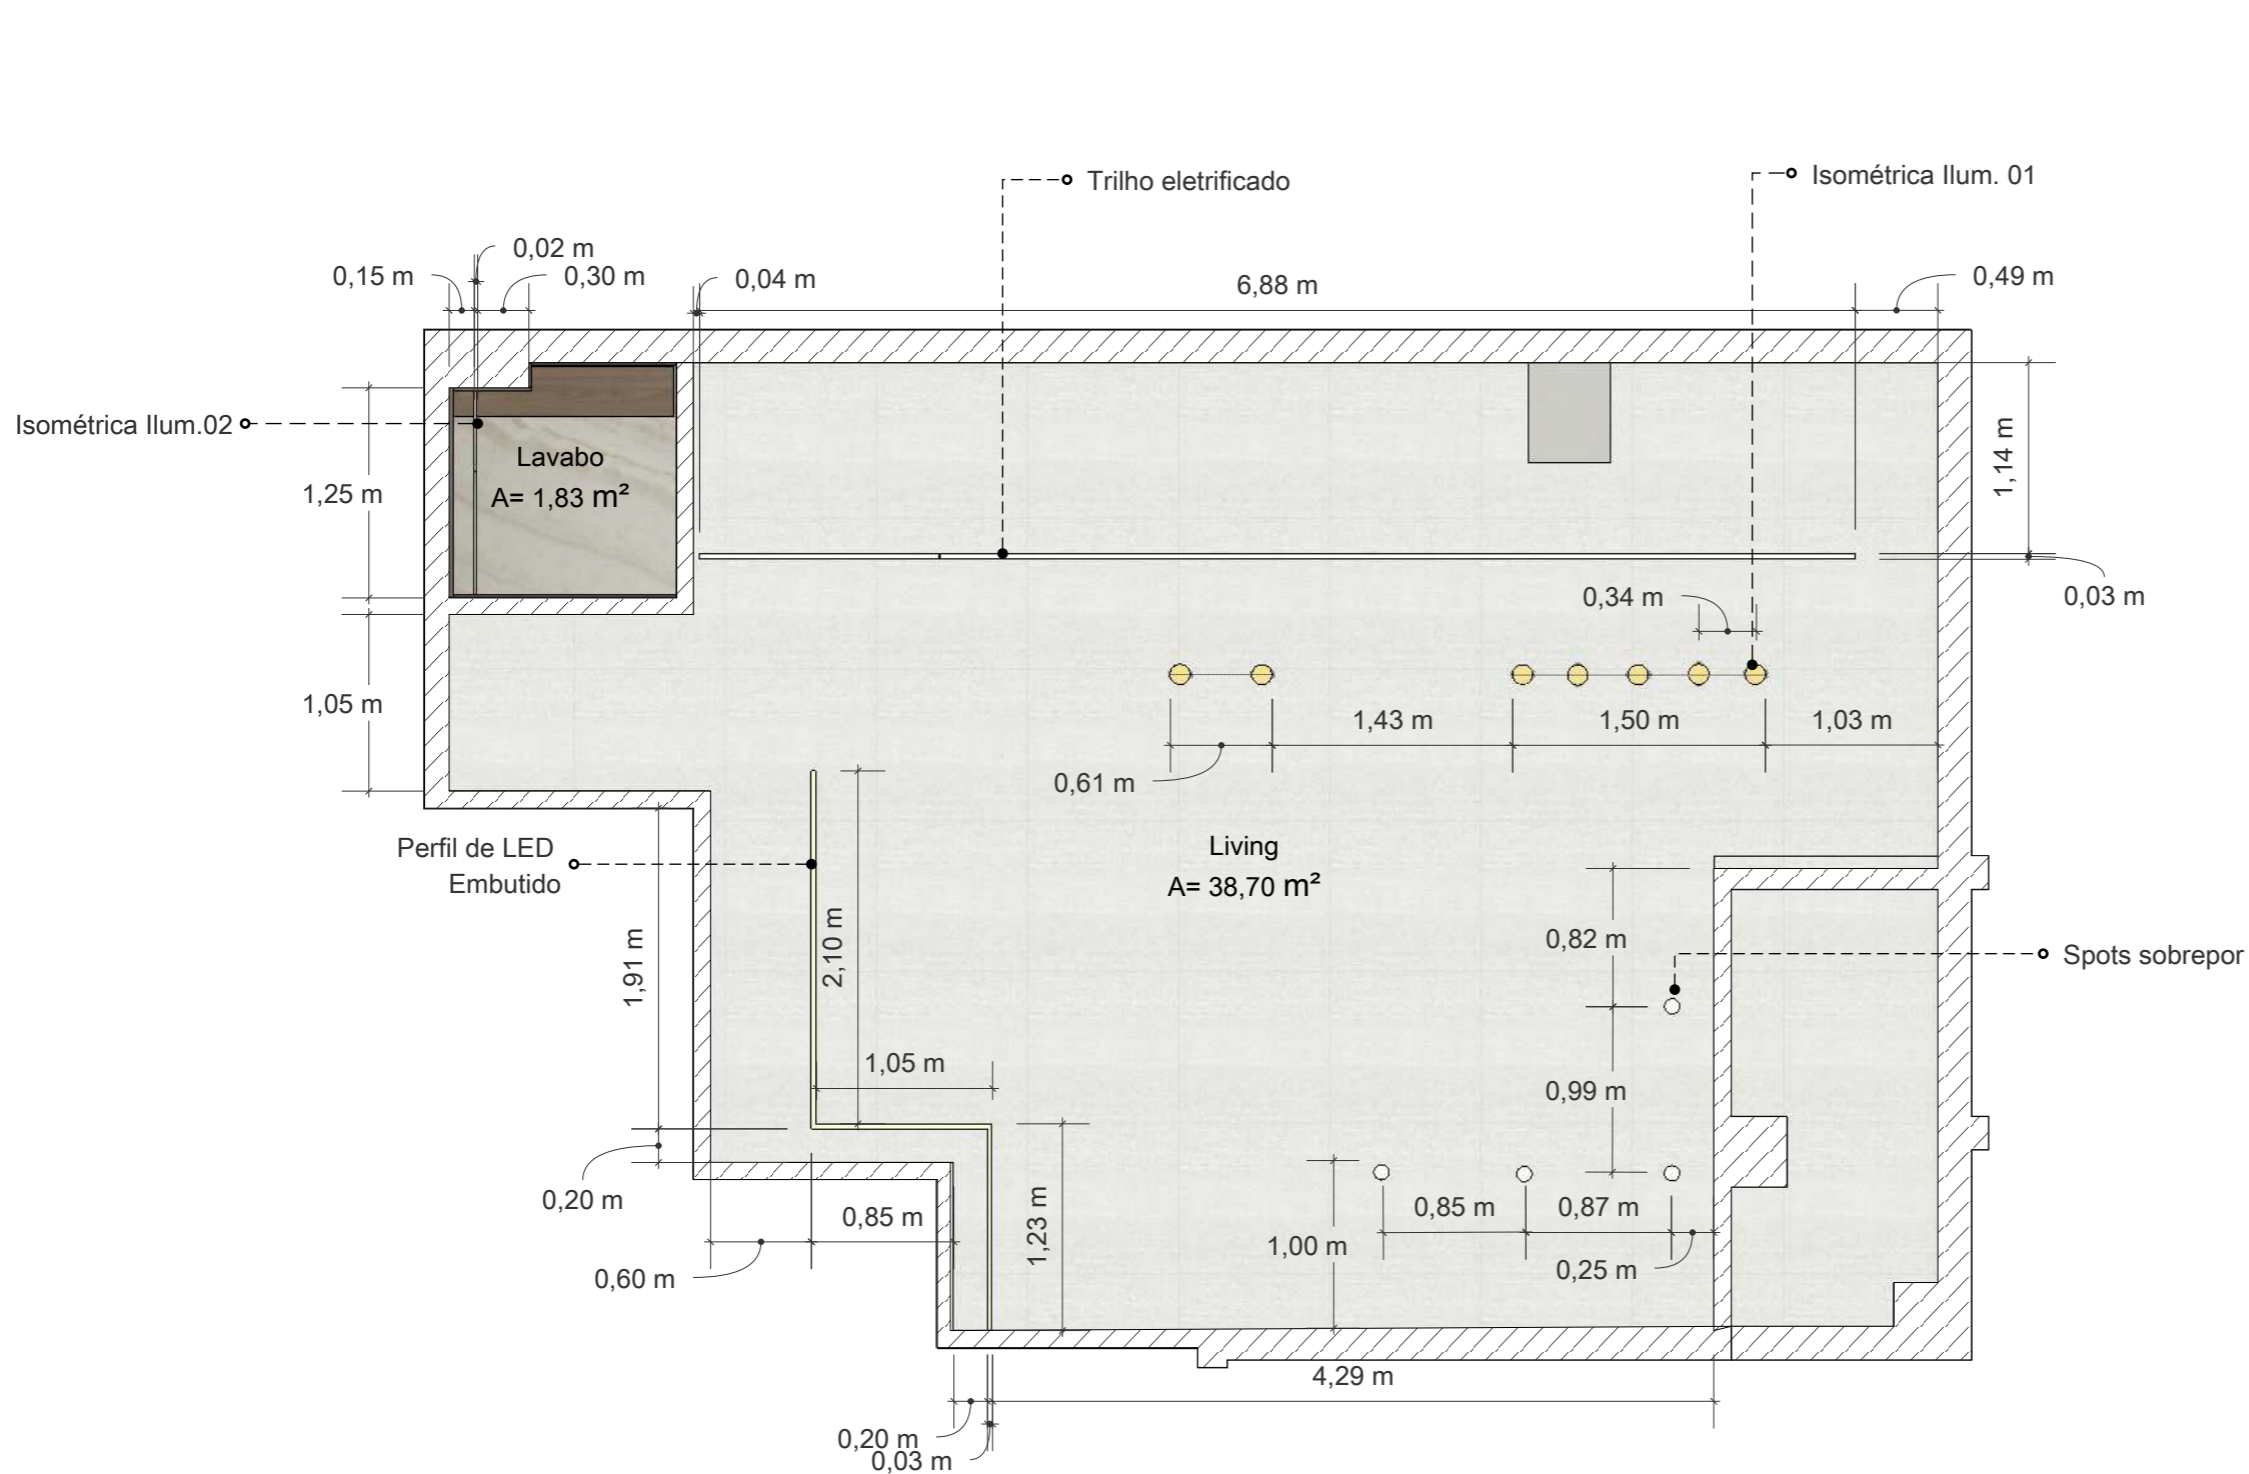 Trilho eletrificado
Isométrica Ilum. 01
0,02 m
0,15 m
0,30 m
0,04 m
6,88 m
0,49 m
Isométrica Ilum.02
Lavabo
A= 1,83 m²
1,25 m
1,14 m
0,34 m
0,03 m
1,05 m
1,43 m
1,50 m
1,03 m
0,61 m
Perfil de LED
Embutido
Living
A= 38,70 m²
2,10 m
1,91 m
0,82 m
Spots sobrepor
1,05 m
0,99 m
0,20 m
0,85 m
1,23 m
0,85 m
0,87 m
1,00 m
0,60 m
0,25 m
4,29 m
0,20 m
0,03 m